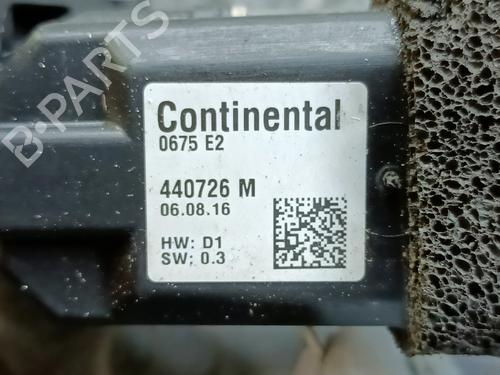 B-PARTS
Continental
0675 E2
440726 M
06.08.16
HW: D1
SW: 0.3